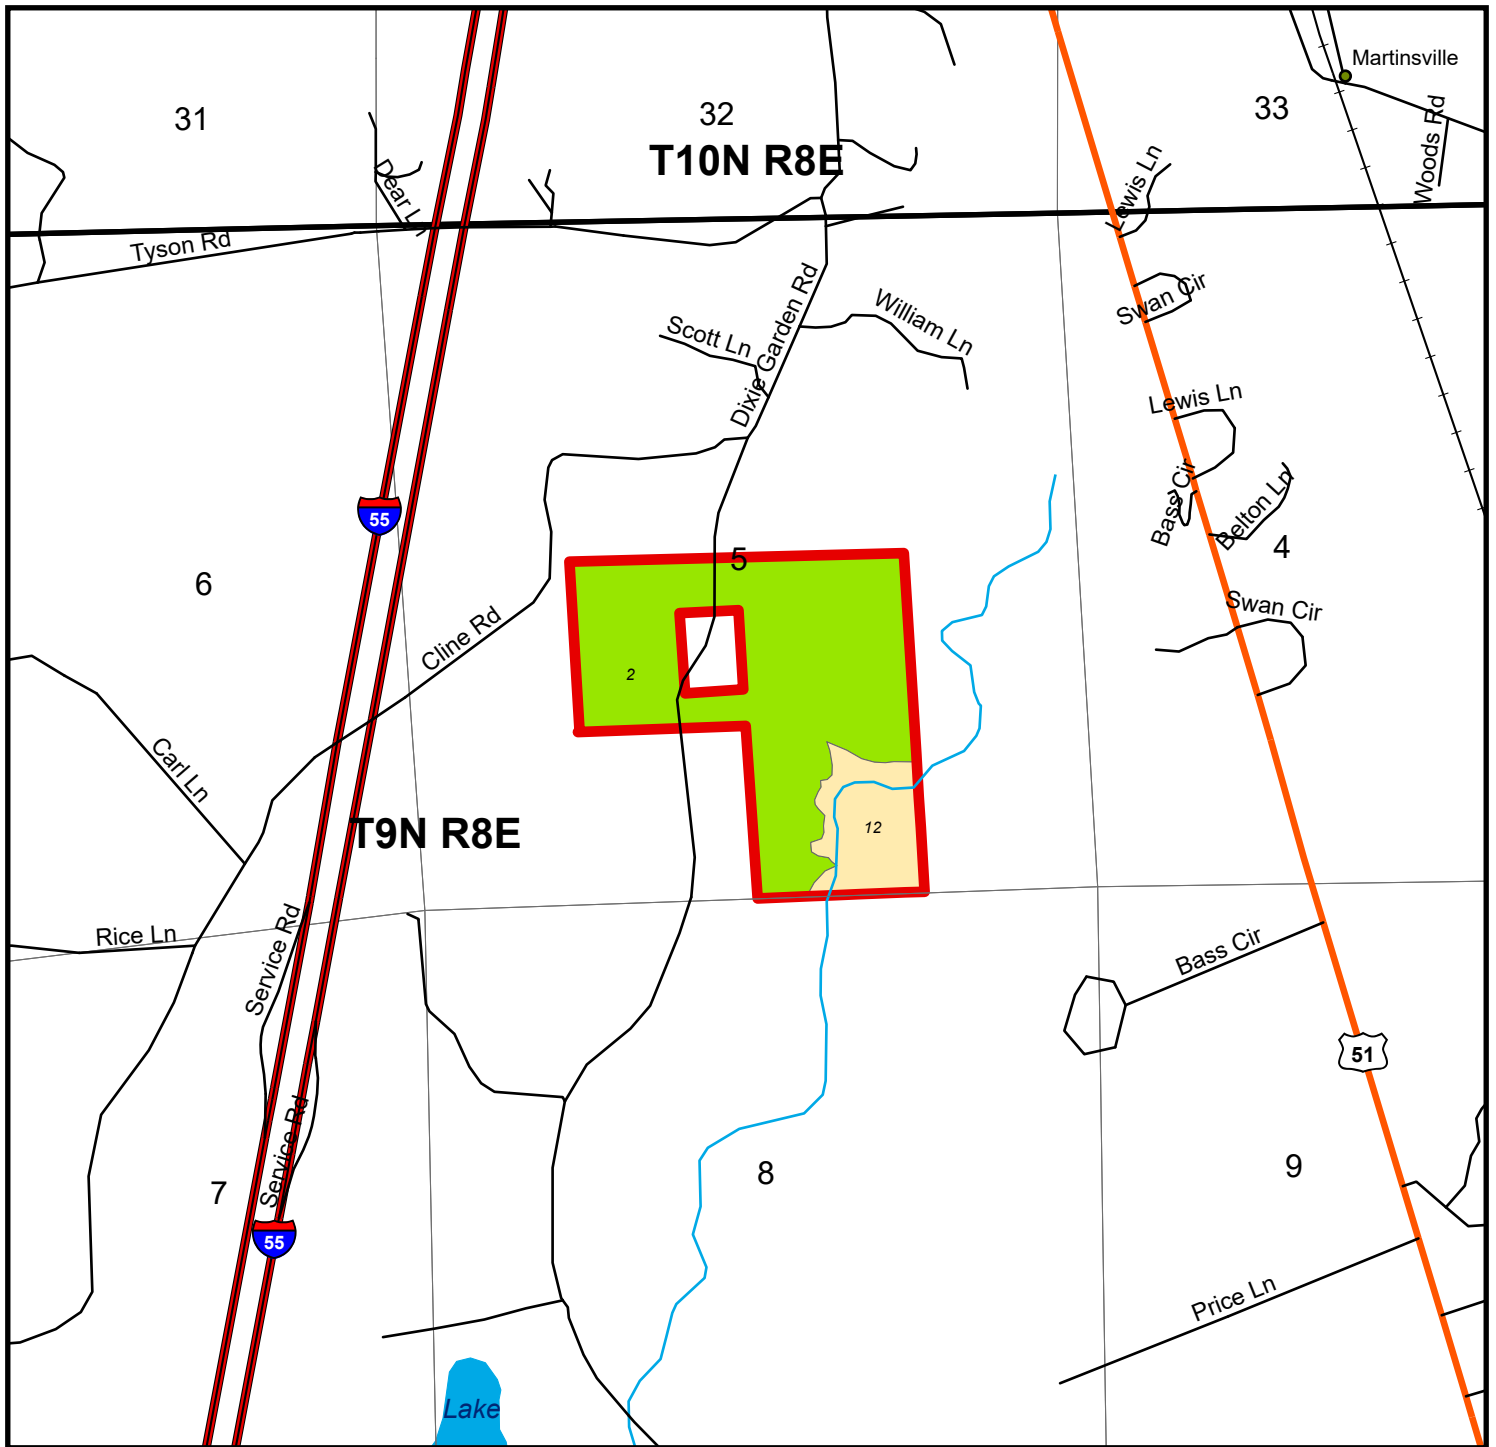 Martinsville
31
32
33
T10N R8E
Woods Rd
Dear L
Lewis Ln
Tyson Rd
Swan Cir
William Ln
Scott Ln
Dixie Garden Rd
Lewis Ln
Bass Cir
Belton Ln
55
5
4
6
Swan Cir
Cline Rd
2
Carl Ln
12
T9N R8E
Rice Ln
Service Rd
Bass Cir
51
Service Rd
8
9
7
55
Price Ln
Lake